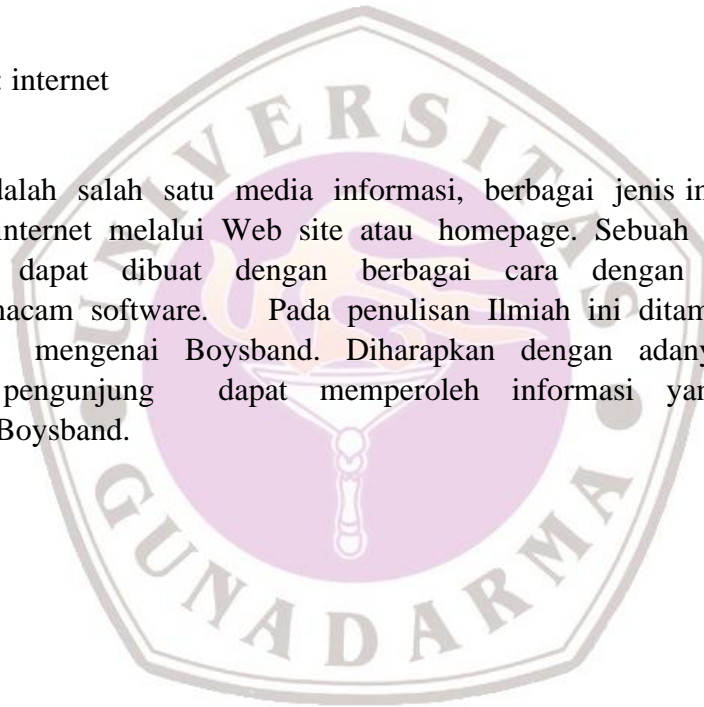 : internet
dalah salah satu media informasi, berbagai jenis in
internet melalui Web site atau homepage. Sebuah
dapat dibuat dengan berbagai cara dengan
macam software. Pada penulisan Ilmiah ini ditam
mengenai Boysband. Diharapkan dengan adany
pengunjung dapat memperoleh informasi yan
Boysband.
UNIVERSITAS
GUNADARMA